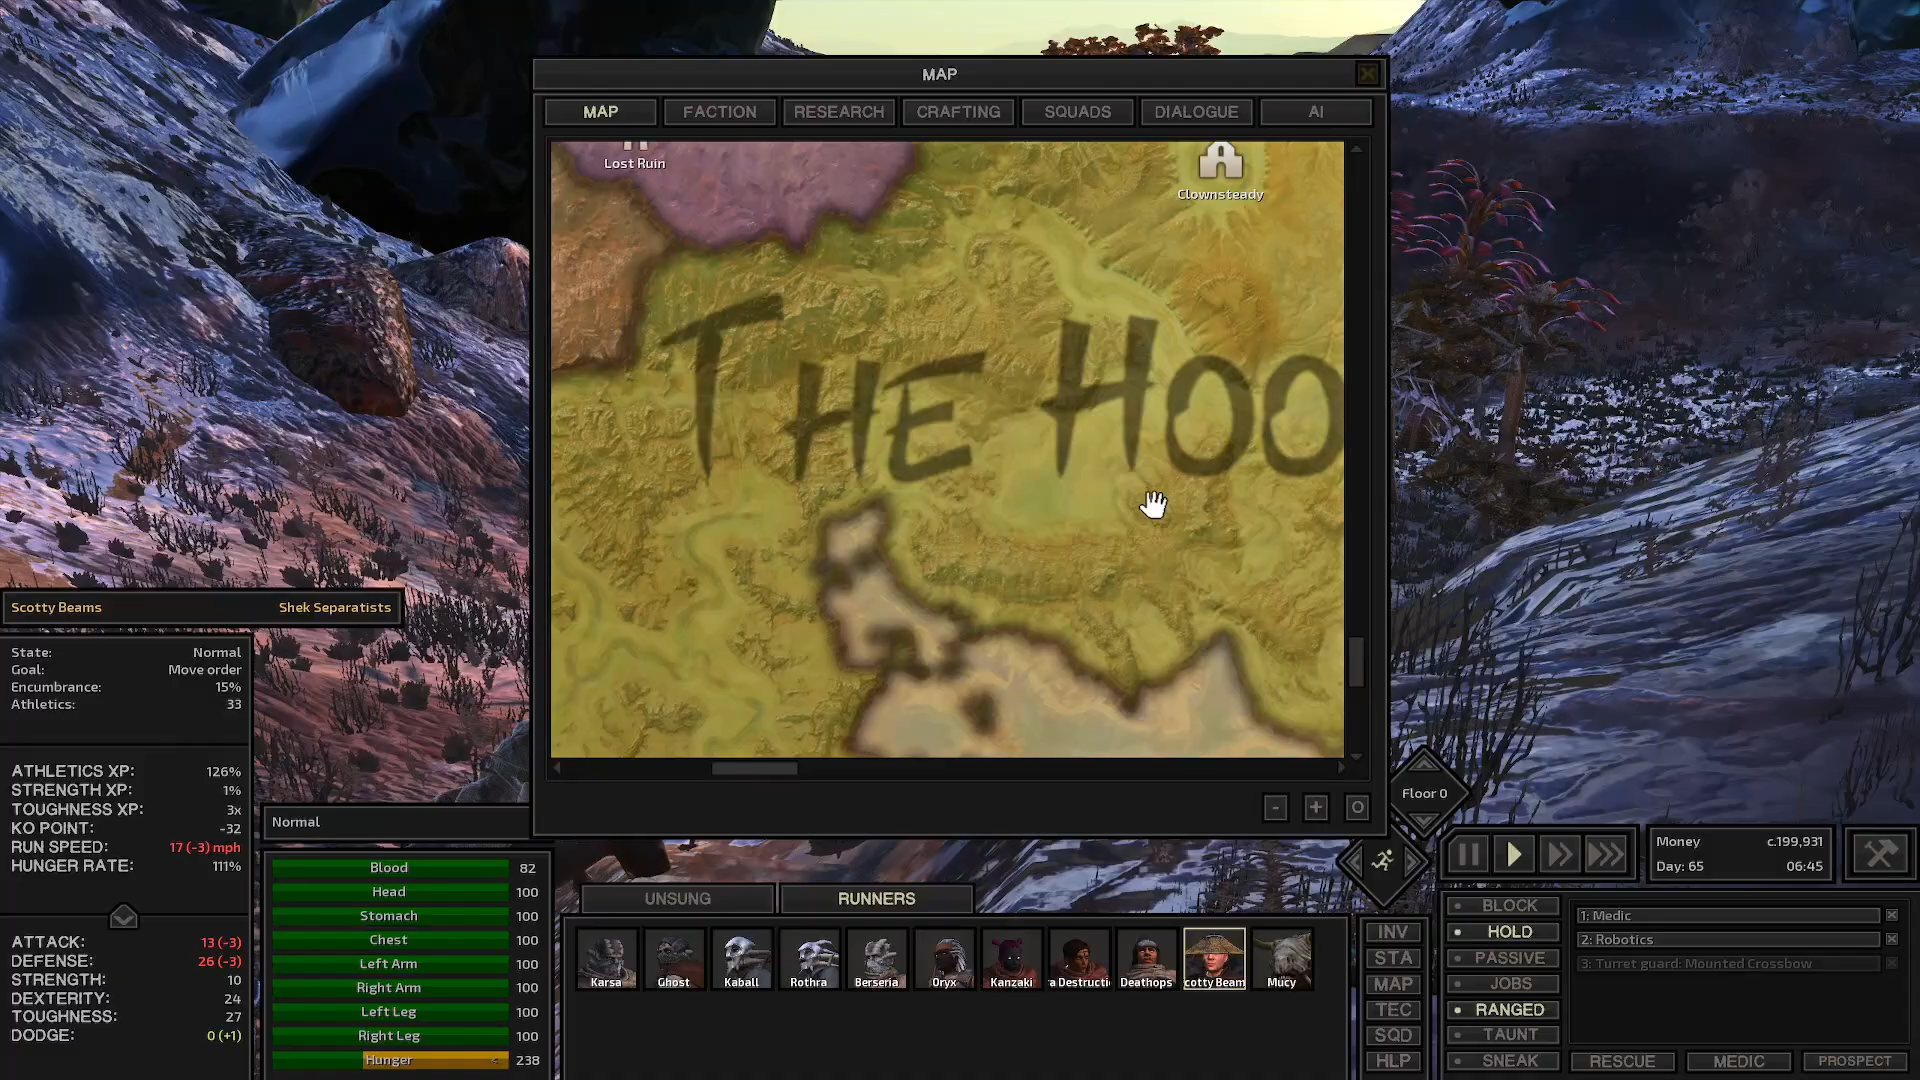 MAP
MAP FACTION RESEARCH CRAFTING SQUADS DIALOGUE AI
Lost Ruin
Clownsteady
THE HOO
- + O
Floor 0
Scotty Beams Shek Separatists
State: Normal
Goal: Move order
Encumbrance: 15%
Athletics: 33
ATHLETICS XP: 126%
STRENGTH XP: 1%
TOUGHNESS XP: 3x
KO POINT: -32
RUN SPEED: 17 (-3) mph
HUNGER RATE: 111%
ATTACK: 13 (-3)
DEFENSE: 26 (-3)
STRENGTH: 10
DEXTERITY: 24
TOUGHNESS: 27
DODGE: 0 (+1)
Normal
Blood 82
Head 100
Stomach 100
Chest 100
Left Arm 100
Right Arm 100
Left Leg 100
Right Leg 100
Hunger < 238
UNSUNG RUNNERS
Karsa Ghost Kaball Rothra Berseria Oryx Kanzaki a Destructi Deathops cotty Beam Mucy
INV
STA
MAP
TEC
SQD
HLP
Money c.199,931
Day: 65 06:45
BLOCK
HOLD
PASSIVE
JOBS
RANGED
TAUNT
SNEAK
1: Medic
2: Robotics
3: Turret guard: Mounted Crossbow
RESCUE MEDIC PROSPECT